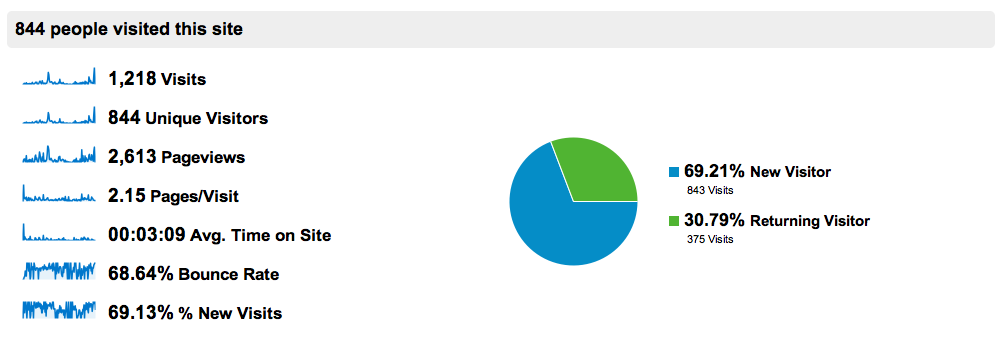 844 people visited this site
1,218 Visits
844 Unique Visitors
2,613 Pageviews
2.15 Pages/Visit
00:03:09 Avg. Time on Site
68.64% Bounce Rate
69.13% % New Visits
69.21% New Visitor
843 Visits
30.79% Returning Visitor
375 Visits